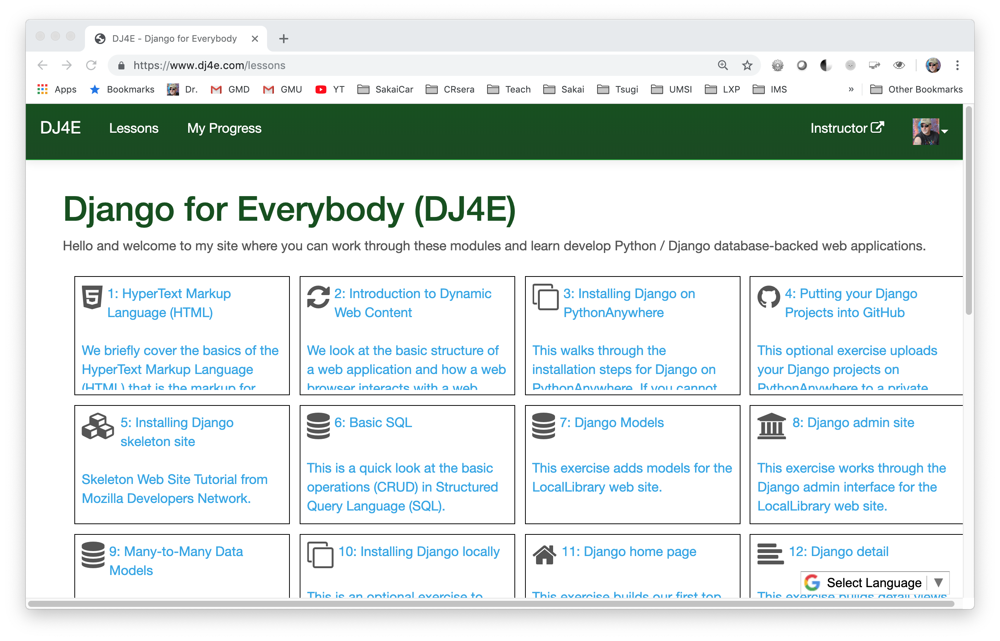 DJ4E - Django for Everybody
https://www.dj4e.com/lessons
Apps Bookmarks Dr. GMD GMU YT SakaiCar CRsera Teach Sakai Tsugi UMSI LXP IMS » Other Bookmarks
DJ4E Lessons My Progress Instructor
Django for Everybody (DJ4E)
Hello and welcome to my site where you can work through these modules and learn develop Python / Django database-backed web applications.
1: HyperText Markup
Language (HTML)
We briefly cover the basics of the
HyperText Markup Language
(HTML) that is the markup for
2: Introduction to Dynamic
Web Content
We look at the basic structure of
a web application and how a web
browser interacts with a web
3: Installing Django on
PythonAnywhere
This walks through the
installation steps for Django on
PythonAnywhere. If you cannot
4: Putting your Django
Projects into GitHub
This optional exercise uploads
your Django projects on
PythonAnywhere to a private
5: Installing Django
skeleton site
Skeleton Web Site Tutorial from
Mozilla Developers Network.
6: Basic SQL
This is a quick look at the basic
operations (CRUD) in Structured
Query Language (SQL).
7: Django Models
This exercise adds models for the
LocalLibrary web site.
8: Django admin site
This exercise works through the
Django admin interface for the
LocalLibrary web site.
9: Many-to-Many Data
Models
10: Installing Django locally
This is an optional exercise to
11: Django home page
This exercise builds our first top
12: Django detail
This exercise builds detail views
Select Language